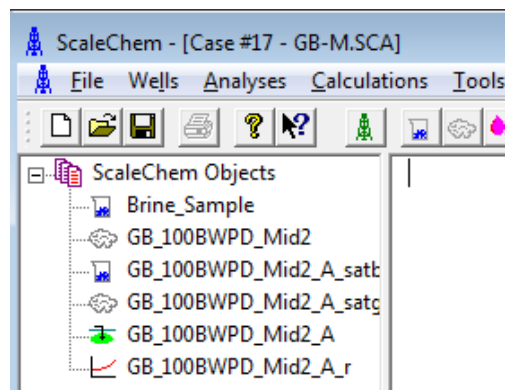 ScaleChem - [Case #17 - GB-M.SCA]
File Wells Analyses Calculations Tools
ScaleChem Objects
Brine_Sample
GB_100BWPD_Mid2
GB_100BWPD_Mid2_A_satb
GB_100BWPD_Mid2_A_satg
GB_100BWPD_Mid2_A
GB_100BWPD_Mid2_A_r